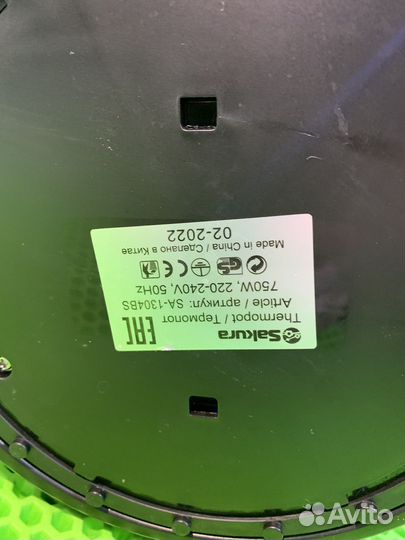 Sakura
Thermopot / Термопот
Article / артикул: SA-1304BS
750W, 220-240V, 50Hz
EAC
Made in China / Сделано в Китае
02-2022
Avito